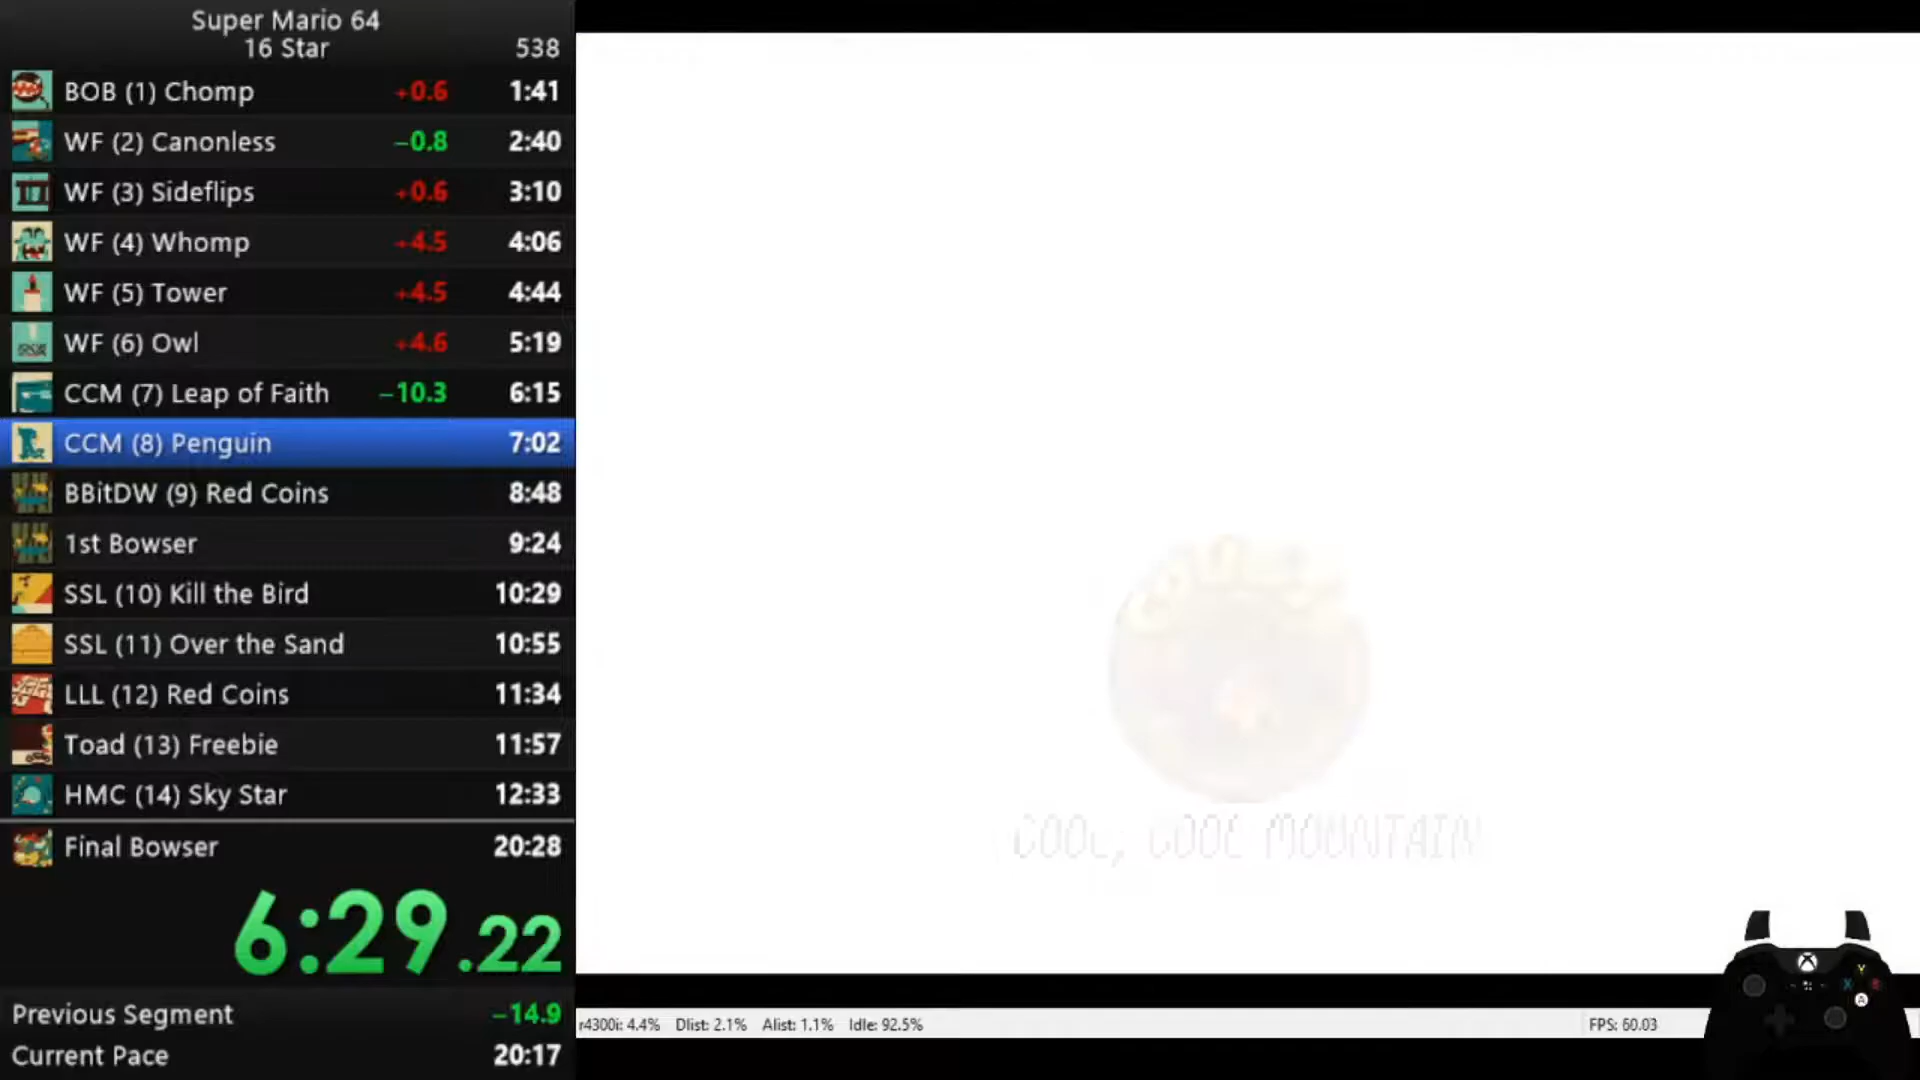 Super Mario 64
16 Star 538
BOB (1) Chomp +0.6 1:41
WF (2) Canonless −0.8 2:40
WF (3) Sideflips +0.6 3:10
WF (4) Whomp +4.5 4:06
WF (5) Tower +4.5 4:44
WF (6) Owl +4.6 5:19
CCM (7) Leap of Faith −10.3 6:15
CCM (8) Penguin 7:02
BBitDW (9) Red Coins 8:48
1st Bowser 9:24
SSL (10) Kill the Bird 10:29
SSL (11) Over the Sand 10:55
LLL (12) Red Coins 11:34
Toad (13) Freebie 11:57
HMC (14) Sky Star 12:33
Final Bowser 20:28
6:29.22
Previous Segment −14.9
Current Pace 20:17
COOL, COOL MOUNTAIN
r4300i: 4.4% Dlist: 2.1% Alist: 1.1% Idle: 92.5% FPS: 60.03
Y
X B
A